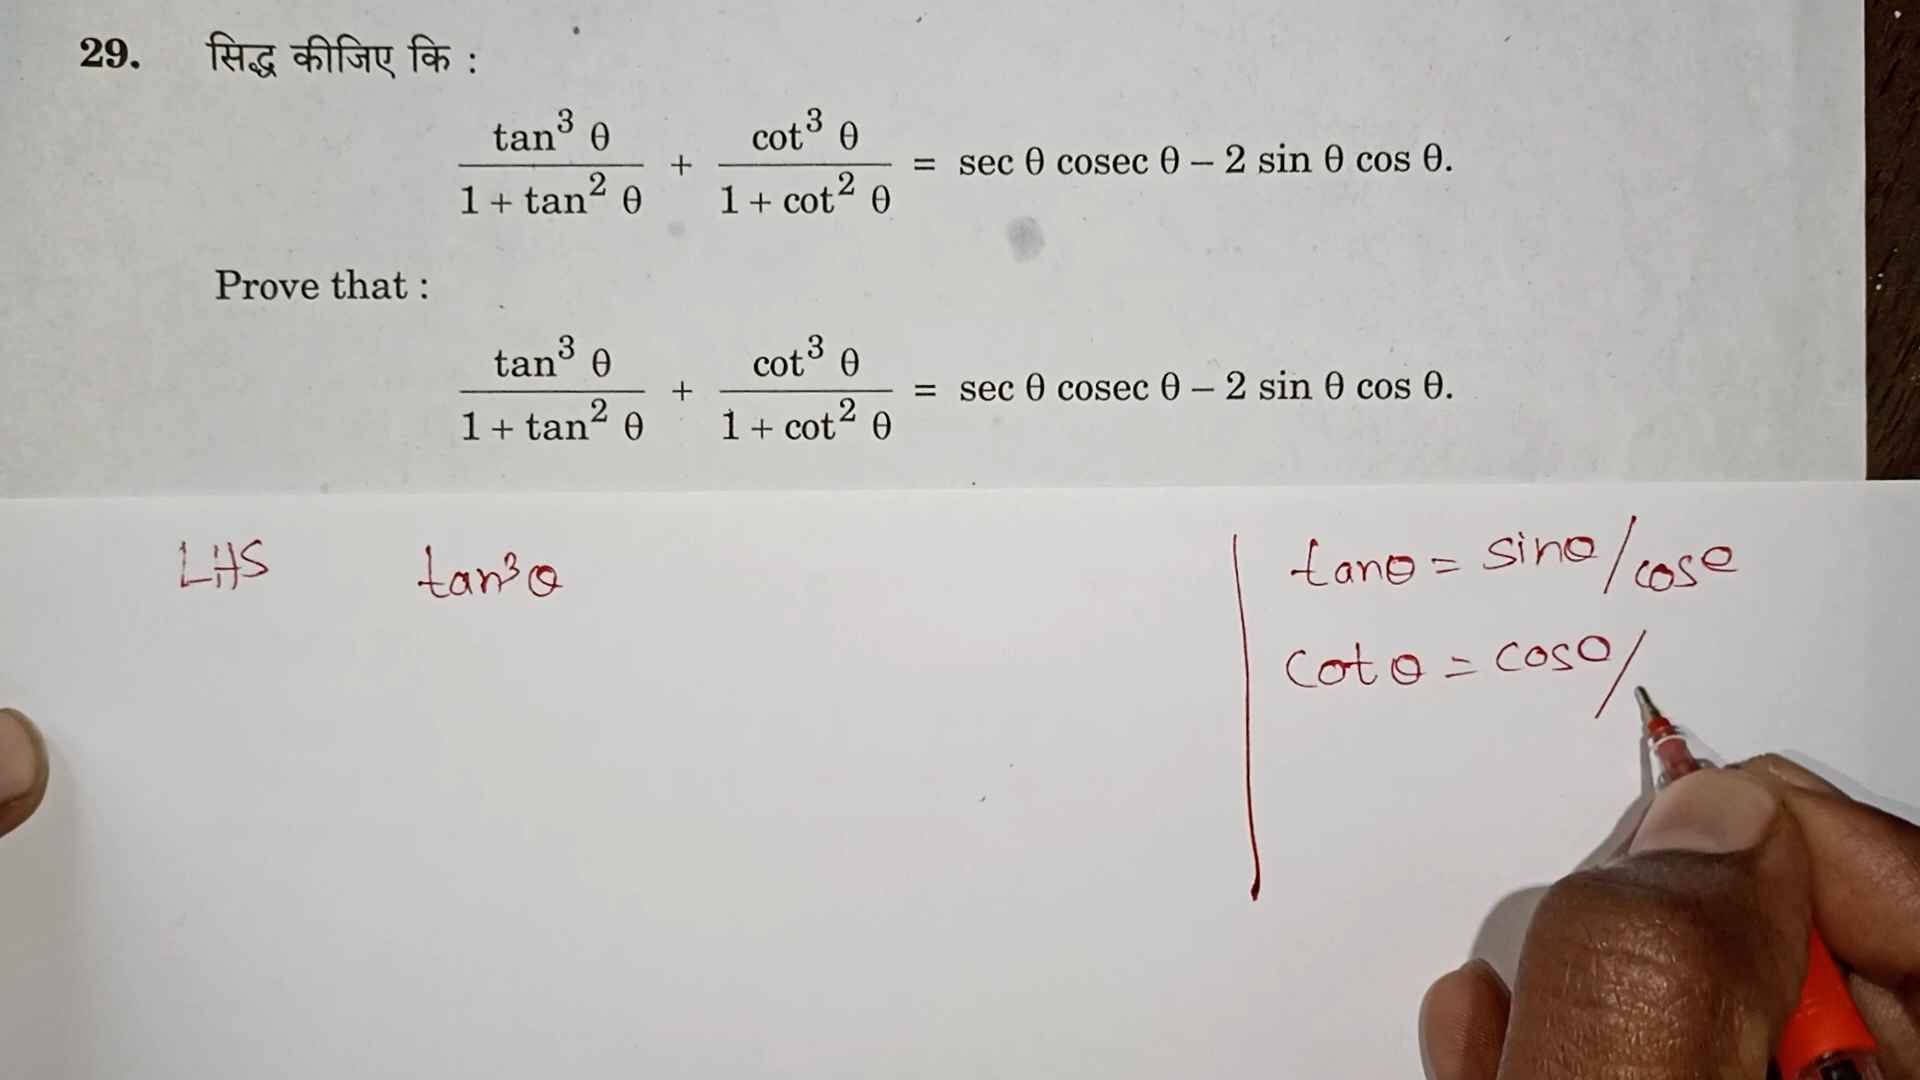 29. सिद्ध कीजिए कि :
tan³ θ / 1 + tan² θ + cot³ θ / 1 + cot² θ = sec θ cosec θ – 2 sin θ cos θ.
Prove that :
tan³ θ / 1 + tan² θ + cot³ θ / 1 + cot² θ = sec θ cosec θ – 2 sin θ cos θ.
LHS tan³θ
tanθ = sinθ/cosθ
cotθ = cosθ/